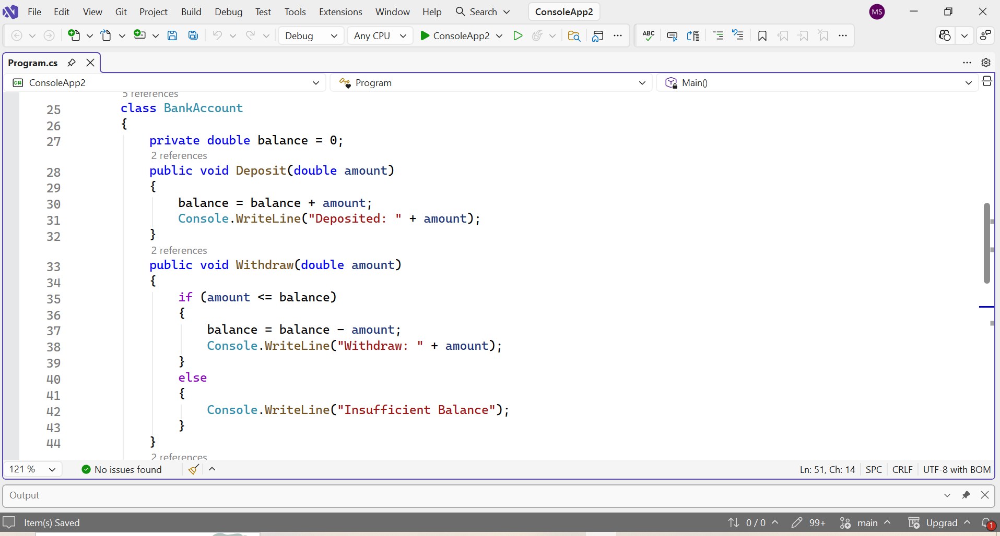 File Edit View Git Project Build Debug Test Tools Extensions Window Help Search ConsoleApp2 MS
Debug Any CPU ConsoleApp2 ABC
Program.cs
C# ConsoleApp2 Program Main()
5 references
25 class BankAccount
26 {
27 private double balance = 0;
2 references
28 public void Deposit(double amount)
29 {
30 balance = balance + amount;
31 Console.WriteLine("Deposited: " + amount);
32 }
2 references
33 public void Withdraw(double amount)
34 {
35 if (amount <= balance)
36 {
37 balance = balance - amount;
38 Console.WriteLine("Withdraw: " + amount);
39 }
40 else
41 {
42 Console.WriteLine("Insufficient Balance");
43 }
44 }
2 references
121 % No issues found Ln: 51, Ch: 14 SPC CRLF UTF-8 with BOM
Output
Item(s) Saved 0 / 0 99+ main Upgrad 1